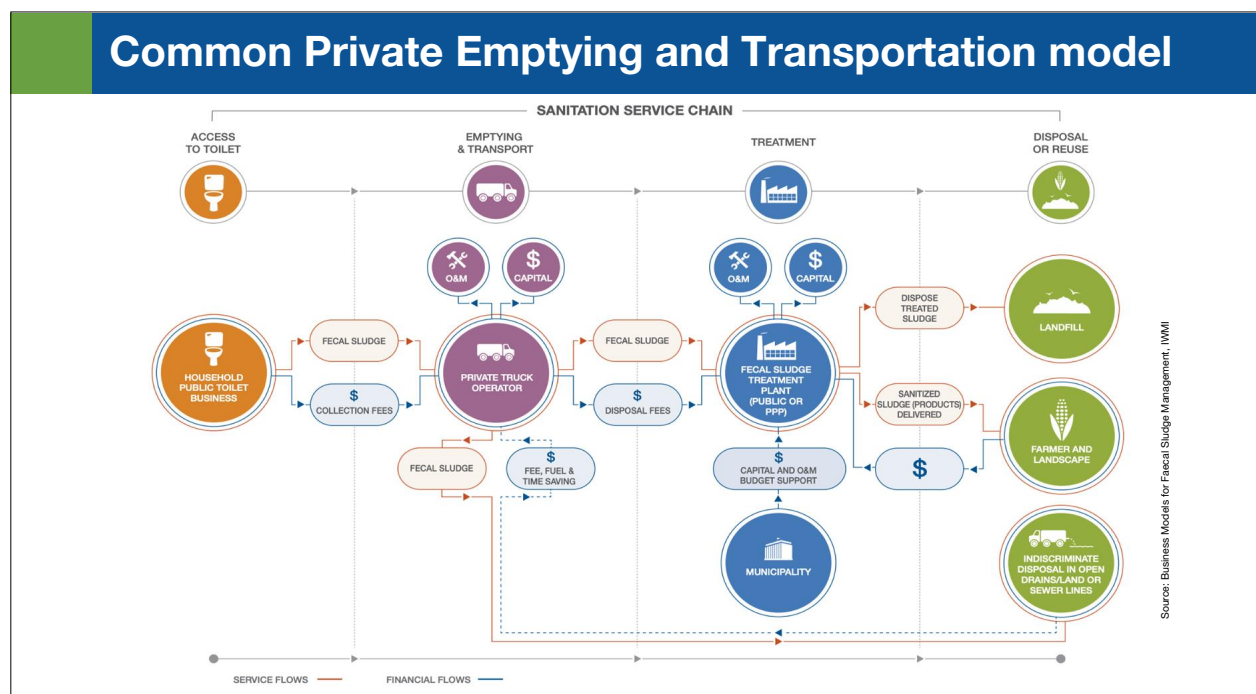 Common Private Emptying and Transportation model
SANITATION SERVICE CHAIN
ACCESS
TO TOILET
EMPTYING
& TRANSPORT
TREATMENT
DISPOSAL
OR REUSE
O&M
$
CAPITAL
O&M
$
CAPITAL
DISPOSE
TREATED
SLUDGE
LANDFILL
FECAL SLUDGE
FECAL SLUDGE
HOUSEHOLD
PUBLIC TOILET
BUSINESS
PRIVATE TRUCK
OPERATOR
FECAL SLUDGE
TREATMENT
PLANT
(PUBLIC OR
PPP)
$
COLLECTION FEES
$
DISPOSAL FEES
SANITIZED
SLUDGE (PRODUCTS)
DELIVERED
FARMER AND
LANDSCAPE
FECAL SLUDGE
$
FEE, FUEL &
TIME SAVING
$
CAPITAL AND O&M
BUDGET SUPPORT
$
MUNICIPALITY
INDISCRIMINATE
DISPOSAL IN OPEN
DRAINS/LAND OR
SEWER LINES
SERVICE FLOWS
FINANCIAL FLOWS
Source: Business Models for Faecal Sludge Management, IWMI